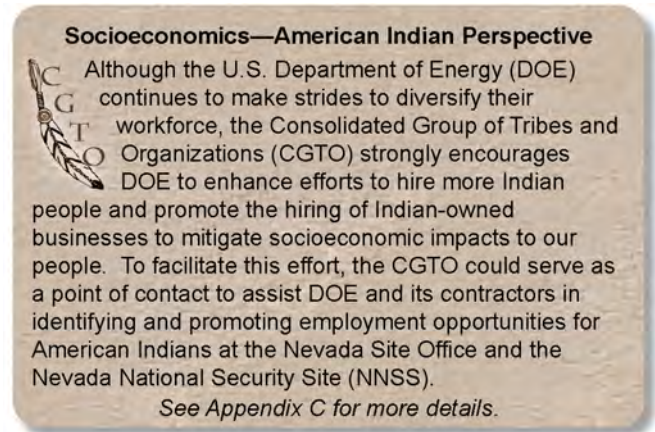 Socioeconomics—American Indian Perspective
Although the U.S. Department of Energy (DOE)
continues to make strides to diversify their
workforce, the Consolidated Group of Tribes and
Organizations (CGTO) strongly encourages
DOE to enhance efforts to hire more Indian
people and promote the hiring of Indian-owned
businesses to mitigate socioeconomic impacts to our
people. To facilitate this effort, the CGTO could serve as
a point of contact to assist DOE and its contractors in
identifying and promoting employment opportunities for
American Indians at the Nevada Site Office and the
Nevada National Security Site (NNSS).
See Appendix C for more details.
C
G
T
O